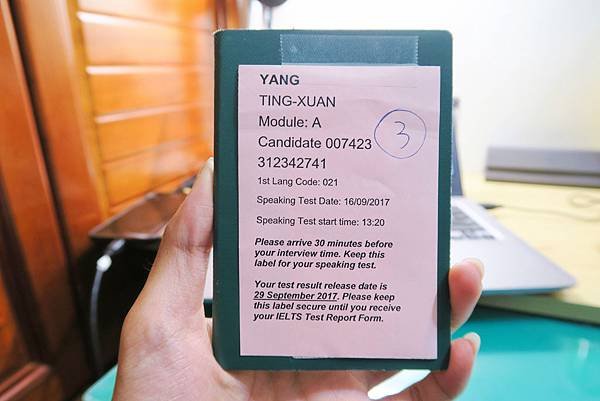 YANG
TING-XUAN
Module: A
3
Candidate 007423
312342741
1st Lang Code: 021
Speaking Test Date: 16/09/2017
Speaking Test start time: 13:20
Please arrive 30 minutes before
your interview time. Keep this
label for your speaking test.
Your test result release date is
29 September 2017. Please keep
this label secure until you receive
your IELTS Test Report Form.